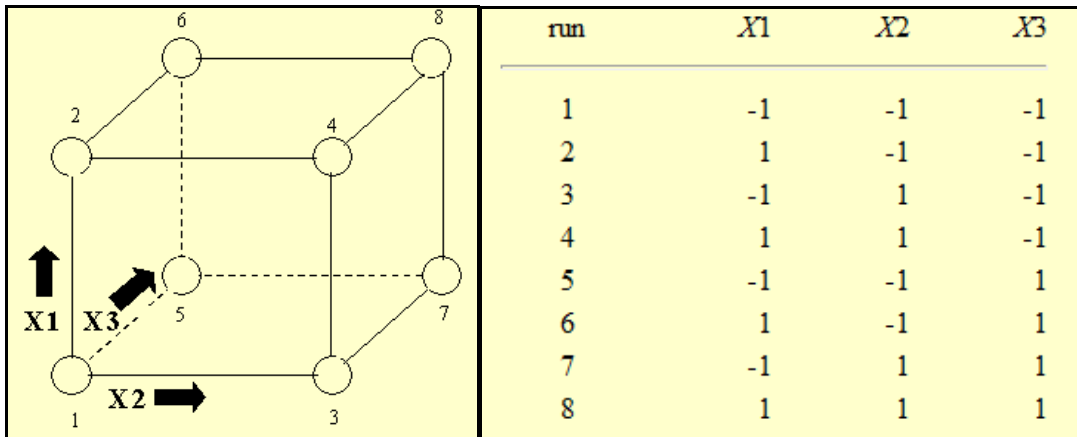 6 8
2
4
X1 X3 5 7
X2
1 3
run X1 X2 X3
1 -1 -1 -1
2 1 -1 -1
3 -1 1 -1
4 1 1 -1
5 -1 -1 1
6 1 -1 1
7 -1 1 1
8 1 1 1